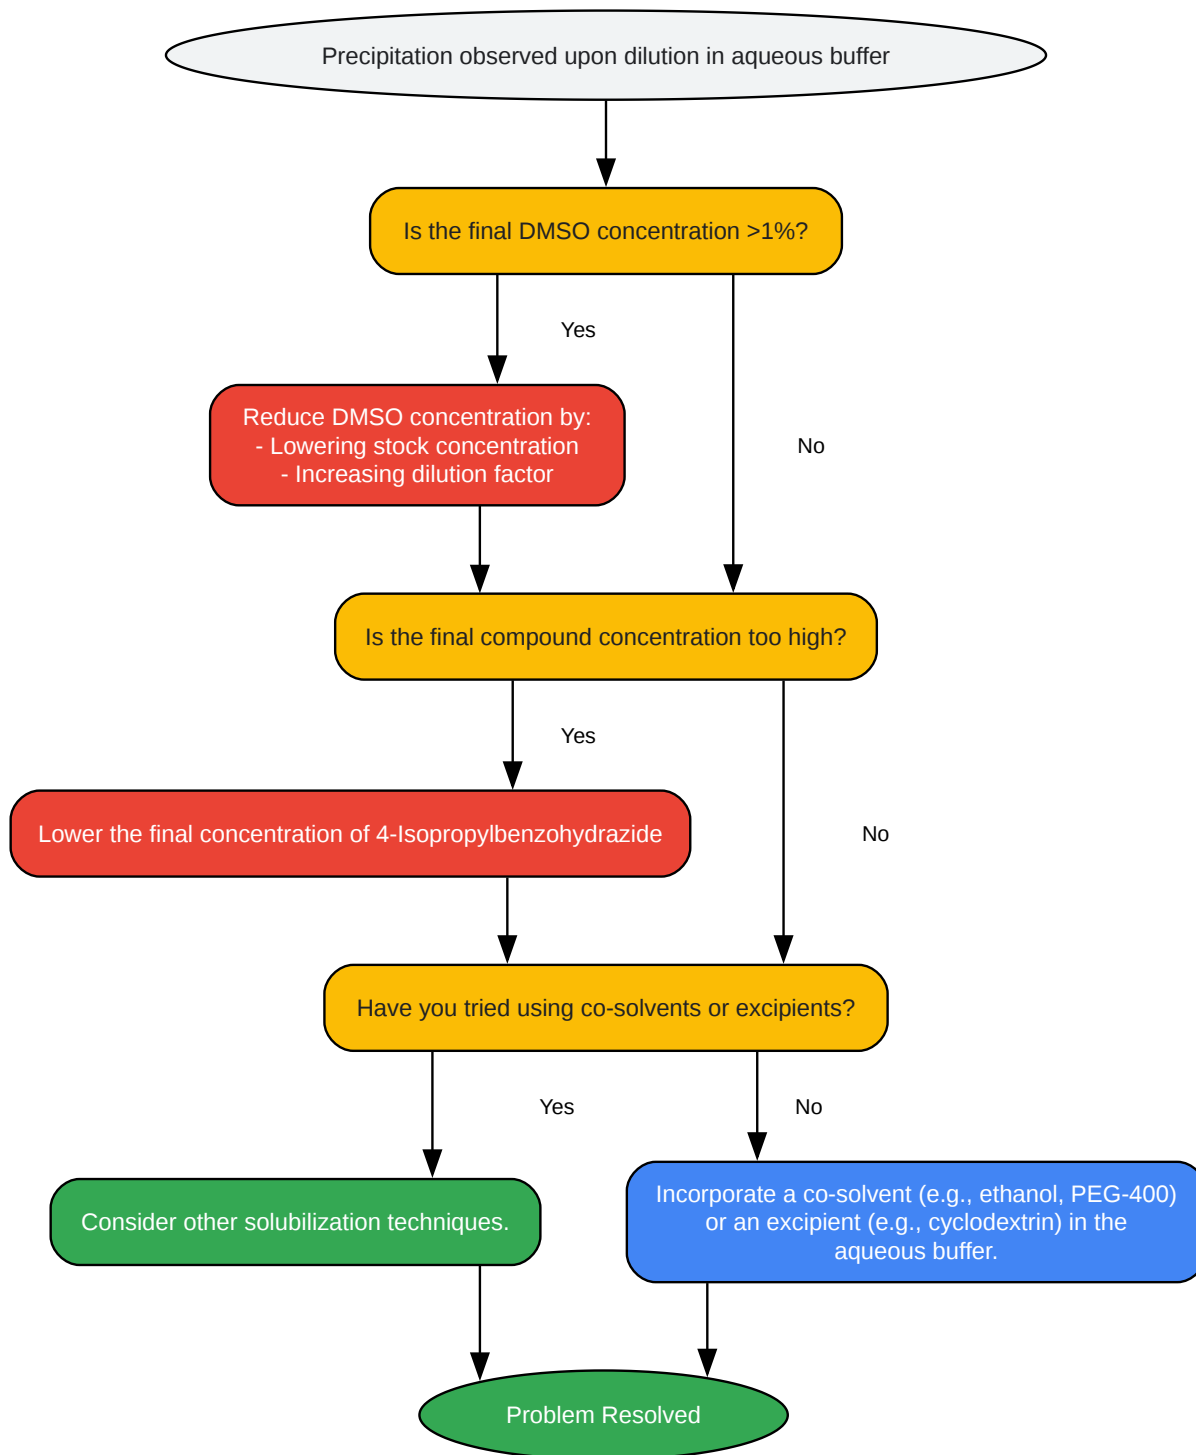 Precipitation observed upon dilution in aqueous buffer
Is the final DMSO concentration >1%?
Yes
Reduce DMSO concentration by:
- Lowering stock concentration
- Increasing dilution factor
No
Is the final compound concentration too high?
Yes
Lower the final concentration of 4-Isopropylbenzohydrazide
No
Have you tried using co-solvents or excipients?
Yes
No
Consider other solubilization techniques.
Incorporate a co-solvent (e.g., ethanol, PEG-400)
or an excipient (e.g., cyclodextrin) in the
aqueous buffer.
Problem Resolved